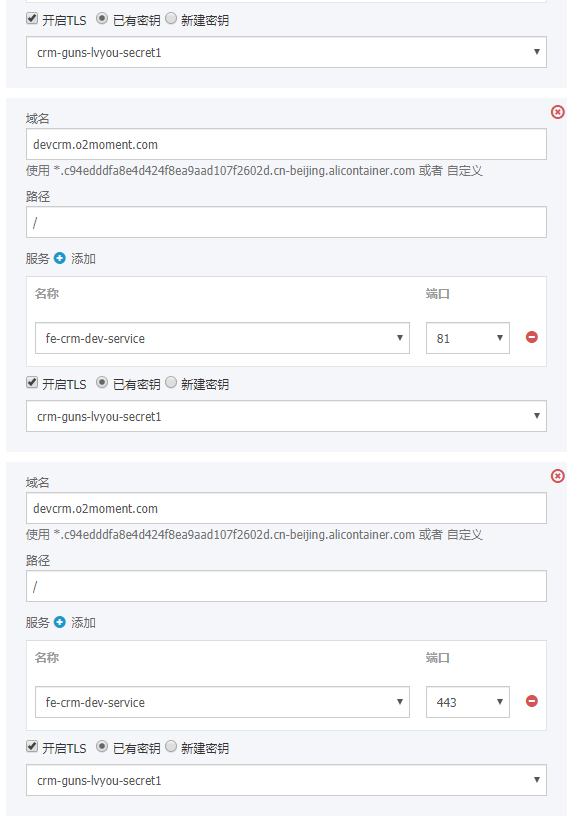 开启TLS 已有密钥 新建密钥
crm-guns-lvyou-secret1
域名
devcrm.o2moment.com
使用 *.c94edddfa8e4d424f8ea9aad107f2602d.cn-beijing.alicontainer.com 或者 自定义
路径
/
服务 添加
名称 端口
fe-crm-dev-service 81
开启TLS 已有密钥 新建密钥
crm-guns-lvyou-secret1
域名
devcrm.o2moment.com
使用 *.c94edddfa8e4d424f8ea9aad107f2602d.cn-beijing.alicontainer.com 或者 自定义
路径
/
服务 添加
名称 端口
fe-crm-dev-service 443
开启TLS 已有密钥 新建密钥
crm-guns-lvyou-secret1